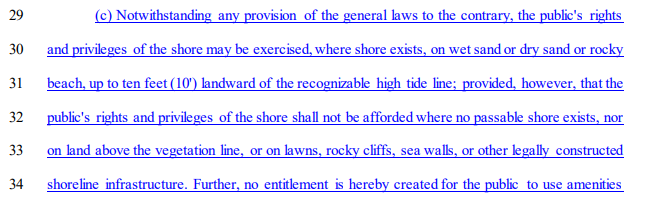 29 (c) Notwithstanding any provision of the general laws to the contrary, the public's rights
30 and privileges of the shore may be exercised, where shore exists, on wet sand or dry sand or rocky
31 beach, up to ten feet (10') landward of the recognizable high tide line; provided, however, that the
32 public's rights and privileges of the shore shall not be afforded where no passable shore exists, nor
33 on land above the vegetation line, or on lawns, rocky cliffs, sea walls, or other legally constructed
34 shoreline infrastructure. Further, no entitlement is hereby created for the public to use amenities